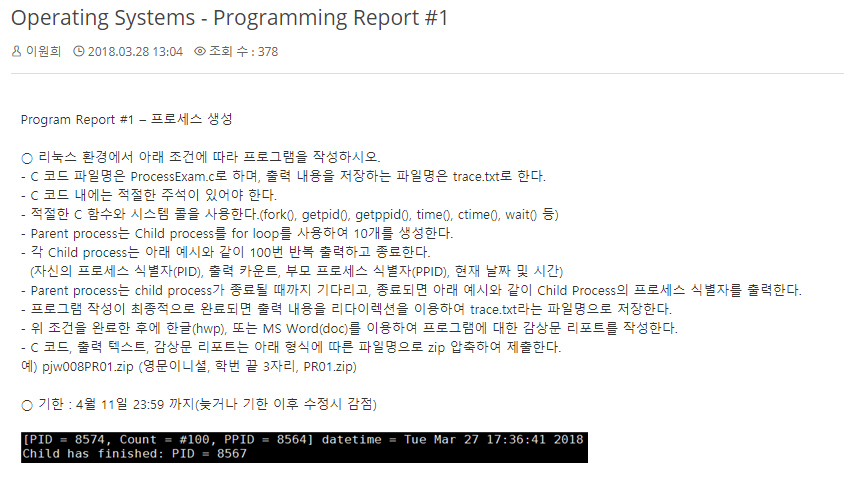 Operating Systems - Programming Report #1
이원희 2018.03.28 13:04 조회 수 : 378
Program Report #1 – 프로세스 생성
○ 리눅스 환경에서 아래 조건에 따라 프로그램을 작성하시오.
- C 코드 파일명은 ProcessExam.c로 하며, 출력 내용을 저장하는 파일명은 trace.txt로 한다.
- C 코드 내에는 적절한 주석이 있어야 한다.
- 적절한 C 함수와 시스템 콜을 사용한다.(fork(), getpid(), getppid(), time(), ctime(), wait() 등)
- Parent process는 Child process를 for loop를 사용하여 10개를 생성한다.
- 각 Child process는 아래 예시와 같이 100번 반복 출력하고 종료한다.
(자신의 프로세스 식별자(PID), 출력 카운트, 부모 프로세스 식별자(PPID), 현재 날짜 및 시간)
- Parent process는 child process가 종료될 때까지 기다리고, 종료되면 아래 예시와 같이 Child Process의 프로세스 식별자를 출력한다.
- 프로그램 작성이 최종적으로 완료되면 출력 내용을 리다이렉션을 이용하여 trace.txt라는 파일명으로 저장한다.
- 위 조건을 완료한 후에 한글(hwp), 또는 MS Word(doc)를 이용하여 프로그램에 대한 감상문 리포트를 작성한다.
- C 코드, 출력 텍스트, 감상문 리포트는 아래 형식에 따른 파일명으로 zip 압축하여 제출한다.
예) pjw008PR01.zip (영문이니셜, 학번 끝 3자리, PR01.zip)
○ 기한 : 4월 11일 23:59 까지(늦거나 기한 이후 수정시 감점)
[PID = 8574, Count = #100, PPID = 8564] datetime = Tue Mar 27 17:36:41 2018
Child has finished: PID = 8567